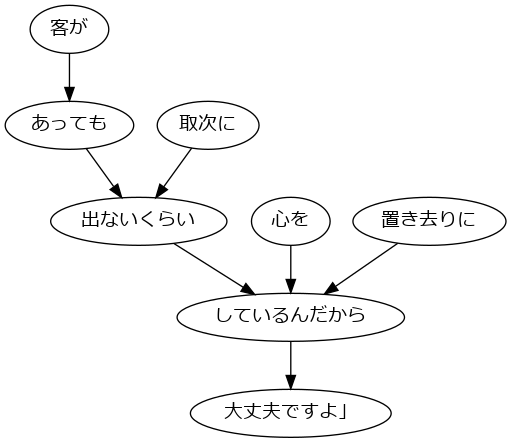 客が
あっても
取次に
出ないくらい
心を
置き去りに
しているんだから
大丈夫ですよ」